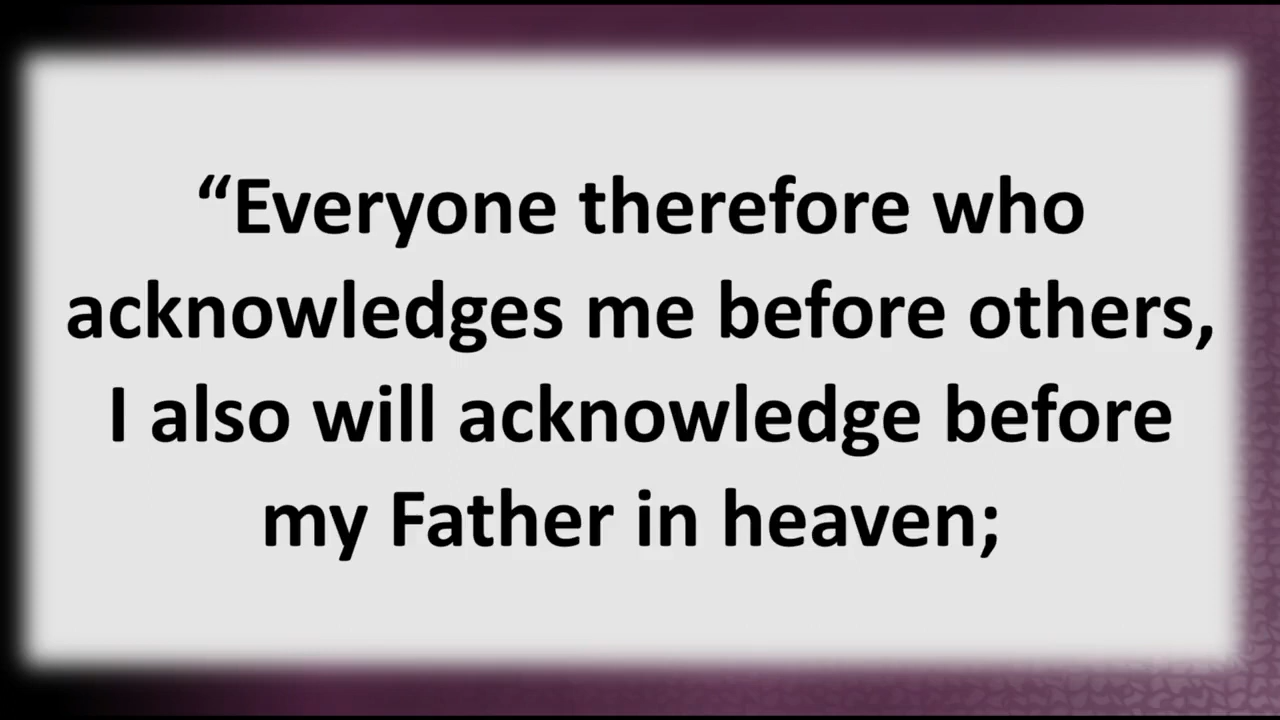 “Everyone therefore who
acknowledges me before others,
I also will acknowledge before
my Father in heaven;